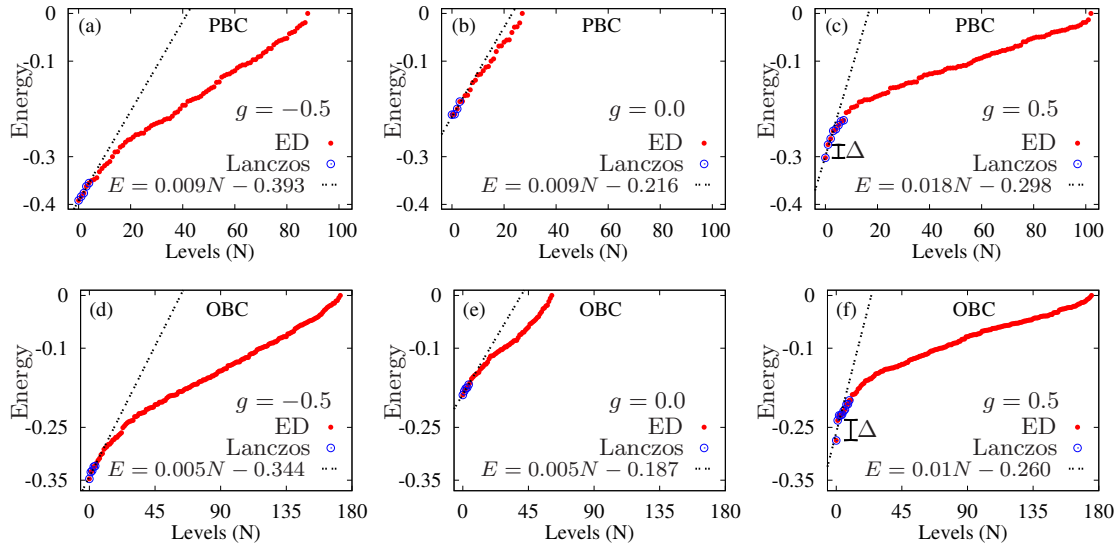 (a) PBC
0
-0.1
-0.3
-0.4
Energy
g = −0.5
ED
Lanczos
E = 0.009N − 0.393
0 20 40 60 80 100
Levels (N)
(b) PBC
0
-0.1
-0.3
-0.4
Energy
g = 0.0
ED
Lanczos
E = 0.009N − 0.216
0 20 40 60 80 100
Levels (N)
(c) PBC
0
-0.1
-0.3
-0.4
Energy
g = 0.5
ED
Δ
Lanczos
E = 0.018N − 0.298
0 20 40 60 80 100
Levels (N)
(d) OBC
0
-0.1
-0.25
-0.35
Energy
g = −0.5
ED
Lanczos
E = 0.005N − 0.344
0 45 90 135 180
Levels (N)
(e) OBC
0
-0.1
-0.25
-0.35
Energy
g = 0.0
ED
Lanczos
E = 0.005N − 0.187
0 45 90 135 180
Levels (N)
(f) OBC
0
-0.1
-0.25
-0.35
Energy
g = 0.5
Δ
ED
Lanczos
E = 0.01N − 0.260
0 45 90 135 180
Levels (N)